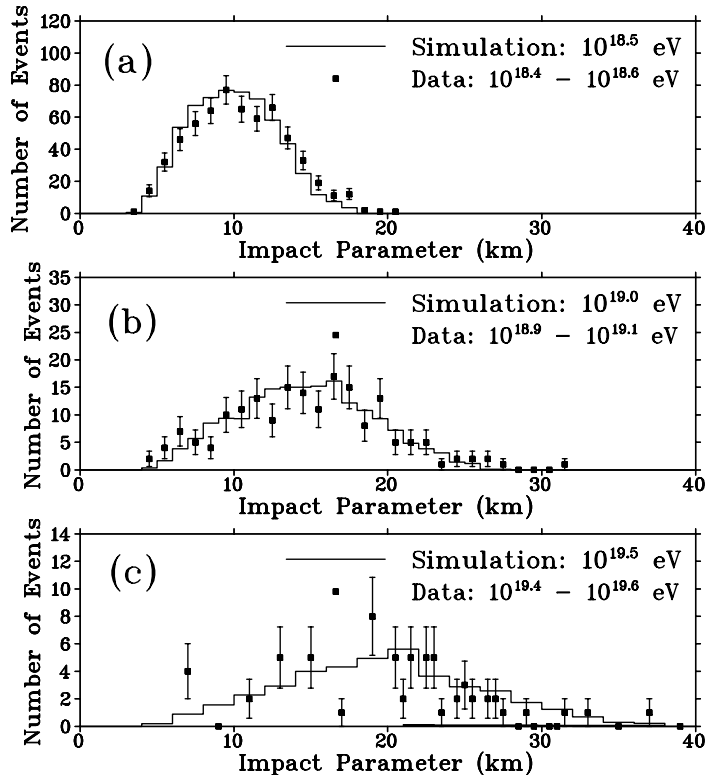 120
100
80
60
40
20
0
Number of Events
(a)
Simulation: 10^18.5 eV
Data: 10^18.4 − 10^18.6 eV
0 10 20 30 40
Impact Parameter (km)
35
30
25
20
15
10
5
0
Number of Events
(b)
Simulation: 10^19.0 eV
Data: 10^18.9 − 10^19.1 eV
0 10 20 30 40
Impact Parameter (km)
14
12
10
8
6
4
2
0
Number of Events
(c)
Simulation: 10^19.5 eV
Data: 10^19.4 − 10^19.6 eV
0 10 20 30 40
Impact Parameter (km)